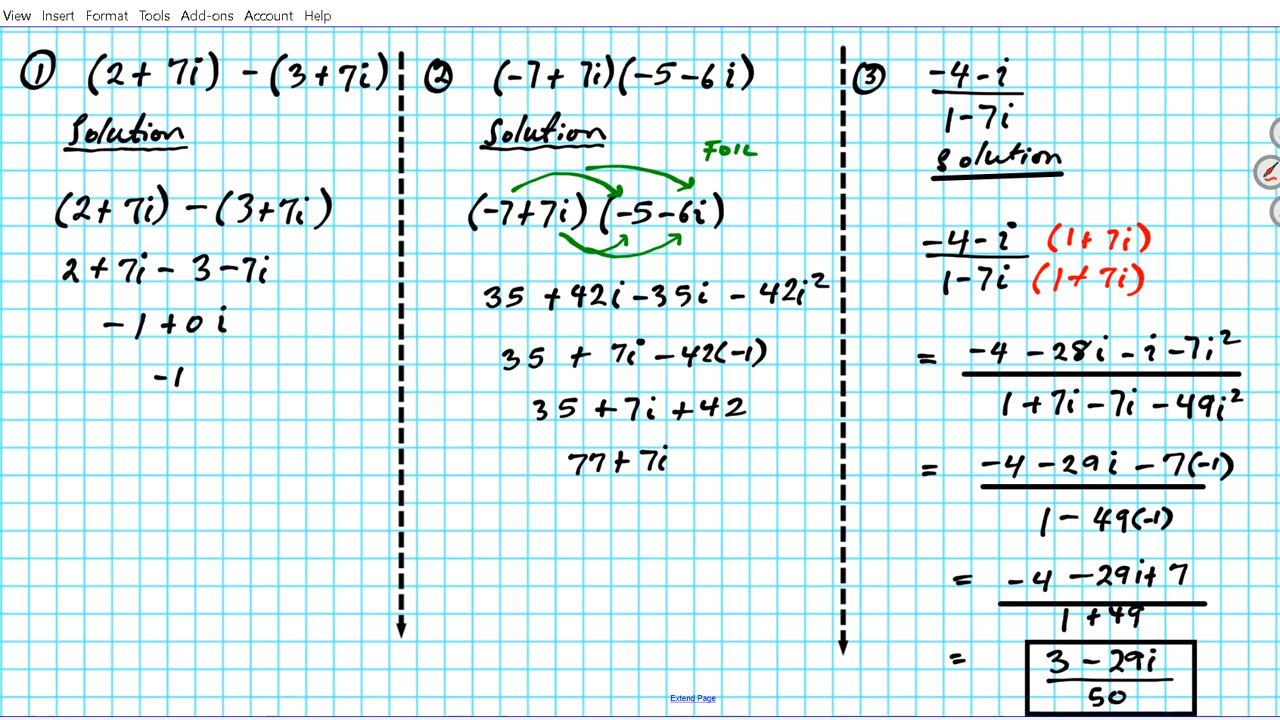 View Insert Format Tools Add-ons Account Help
① (2 + 7i) - (3 + 7i)
Solution
(2 + 7i) - (3 + 7i)
2 + 7i - 3 - 7i
- 1 + 0 i
-1
② (-7 + 7i)(-5 - 6i)
Solution
FOIL
(-7 + 7i)(-5 - 6i)
35 + 42i - 35i - 42i²
35 + 7i - 42(-1)
35 + 7i + 42
77 + 7i
③ -4 - i
1 - 7i
Solution
-4 - i (1 + 7i)
1 - 7i (1 + 7i)
= -4 - 28i - i - 7i²
1 + 7i - 7i - 49i²
= -4 - 29i - 7(-1)
1 - 49(-1)
= -4 - 29i + 7
1 + 49
= 3 - 29i
50
Extend Page